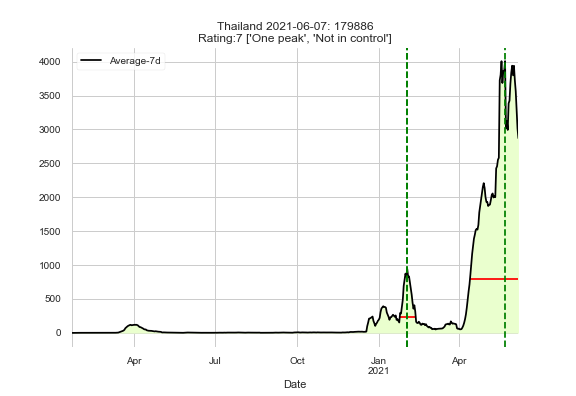 Thailand 2021-06-07: 179886
Rating:7 ['One peak', 'Not in control']
Average-7d
4000
3500
3000
2500
2000
1500
1000
500
0
Apr Jul Oct Jan Apr
2021
Date